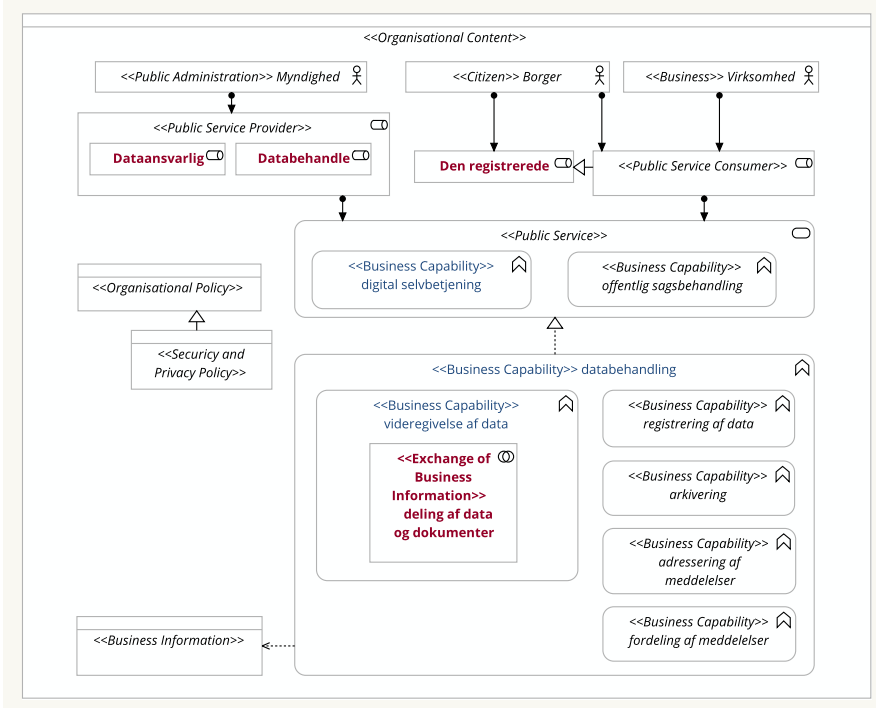 <<Organisational Content>>
<<Public Administration>> Myndighed
<<Citizen>> Borger
<<Business>> Virksomhed
<<Public Service Provider>>
Dataansvarlig
Databehandle
Den registrerede
<<Public Service Consumer>>
<<Public Service>>
<<Business Capability>>
digital selvbetjening
<<Business Capability>>
offentlig sagsbehandling
<<Organisational Policy>>
<<Securicy and
Privacy Policy>>
<<Business Capability>> databehandling
<<Business Capability>>
videregivelse af data
<<Exchange of
Business
Information>>
deling af data
og dokumenter
<<Business Capability>>
registrering af data
<<Business Capability>>
arkivering
<<Business Capability>>
adressering af
meddelelser
<<Business Capability>>
fordeling af meddelelser
<<Business Information>>